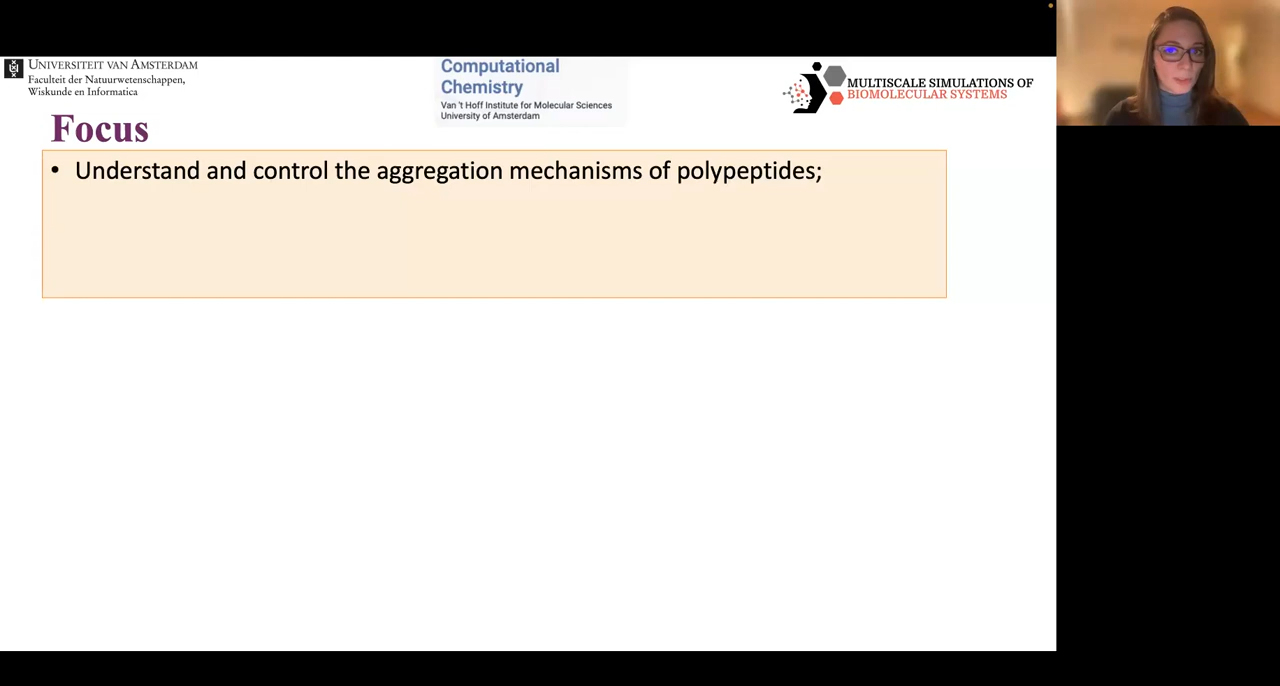 UNIVERSITEIT VAN AMSTERDAM
Faculteit der Natuurwetenschappen,
Wiskunde en Informatica
Computational
Chemistry
Van 't Hoff Institute for Molecular Sciences
University of Amsterdam
MULTISCALE SIMULATIONS OF
BIOMOLECULAR SYSTEMS
Focus
• Understand and control the aggregation mechanisms of polypeptides;